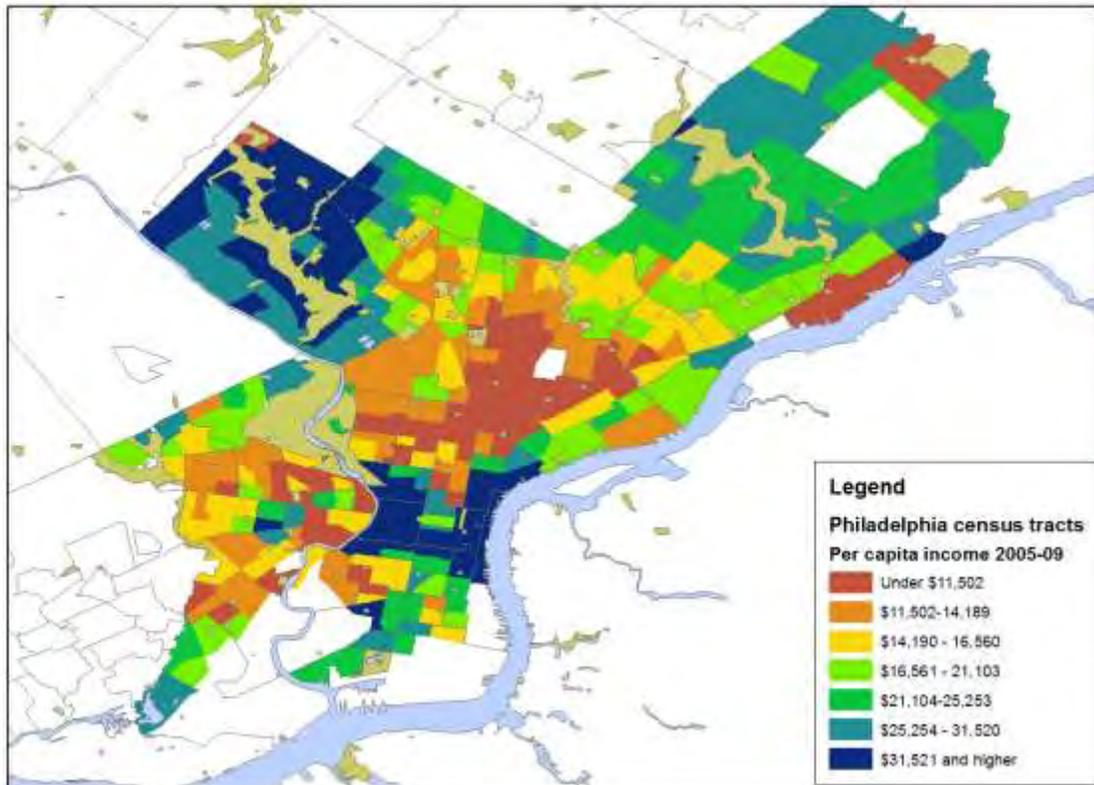 Legend
Philadelphia census tracts
Per capita income 2005-09
Under $11,502
$11,502-14,189
$14,190 - 16,560
$16,561 - 21,103
$21,104-25,253
$25,254 - 31,520
$31,521 and higher